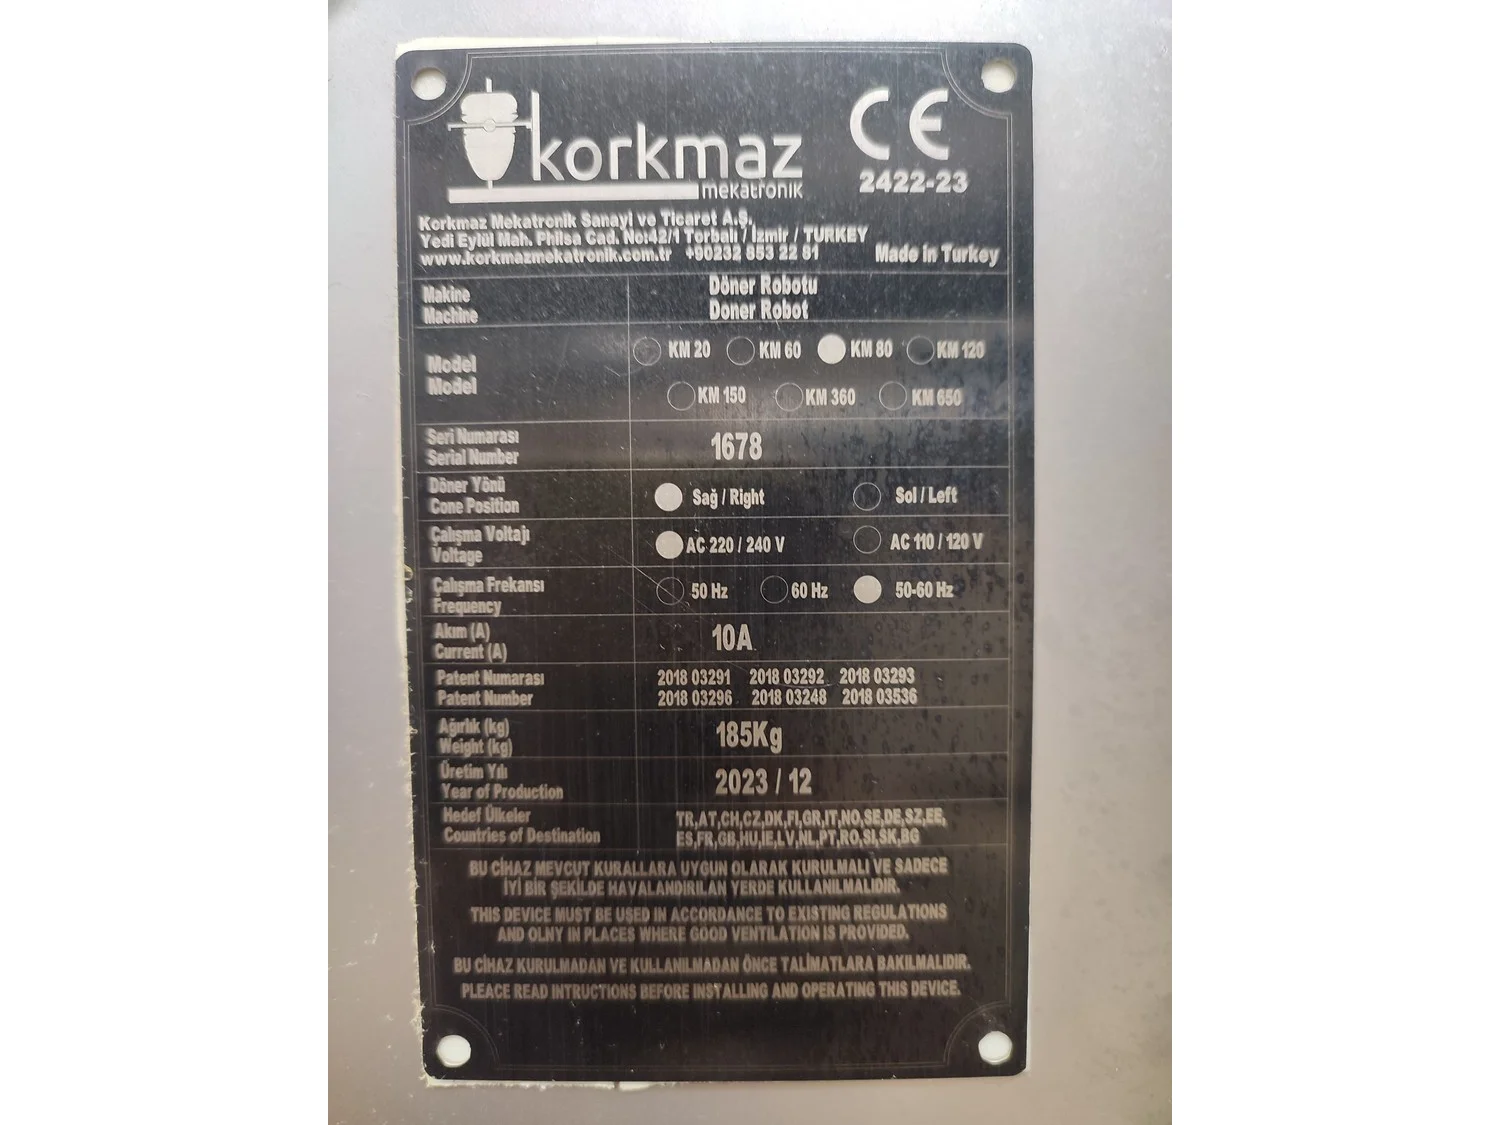 korkmaz
mekatronik
CE
2422-23
Korkmaz Mekatronik Sanayi ve Ticaret A.Ş.
Yedi Eylül Mah. Philsa Cad. No:42/1 Torbalı / İzmir / TURKEY
www.korkmazmekatronik.com.tr +90232 853 22 81
Made in Turkey
Makine
Machine
Döner Robotu
Doner Robot
Model
Model
KM 20 KM 60 KM 80 KM 120
KM 150 KM 360 KM 650
Seri Numarası
Serial Number
1678
Döner Yönü
Cone Position
Sağ / Right Sol / Left
Çalışma Voltajı
Voltage
AC 220 / 240 V AC 110 / 120 V
Çalışma Frekansı
Frequency
50 Hz 60 Hz 50-60 Hz
Akım (A)
Current (A)
10A
Patent Numarası
Patent Number
2018 03291 2018 03292 2018 03293
2018 03296 2018 03248 2018 03536
Ağırlık (kg)
Weight (kg)
185Kg
Üretim Yılı
Year of Production
2023 / 12
Hedef Ülkeler
Countries of Destination
TR,AT,CH,CZ,DK,FI,GR,IT,NO,SE,DE,SZ,EE,
ES,FR,GB,HU,IE,LV,NL,PT,RO,SI,SK,BG
BU CİHAZ MEVCUT KURALLARA UYGUN OLARAK KURULMALI VE SADECE
İYİ BİR ŞEKİLDE HAVALANDIRILAN YERDE KULLANILMALIDIR.
THIS DEVICE MUST BE USED IN ACCORDANCE TO EXISTING REGULATIONS
AND OLNY IN PLACES WHERE GOOD VENTILATION IS PROVIDED.
BU CİHAZ KURULMADAN VE KULLANILMADAN ÖNCE TALİMATLARA BAKILMALIDIR.
PLEACE READ INTRUCTIONS BEFORE INSTALLING AND OPERATING THIS DEVICE.